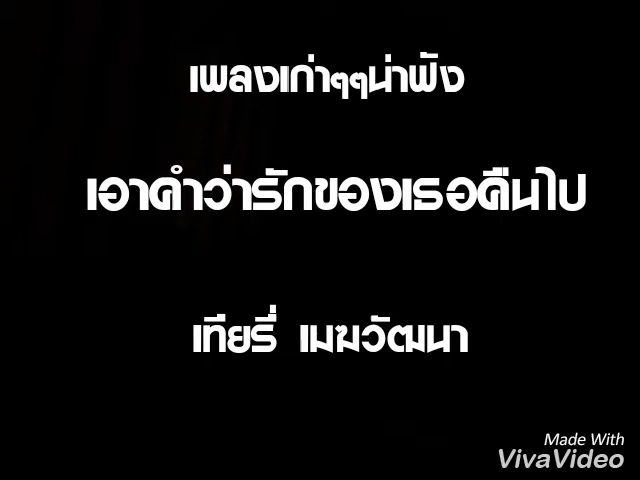 เพลงเก่าๆๆน่าฟัง
เอาคำว่ารักของเธอคืนไป
เทียรี่ เมฆวัฒนา
Made With
VivaVideo